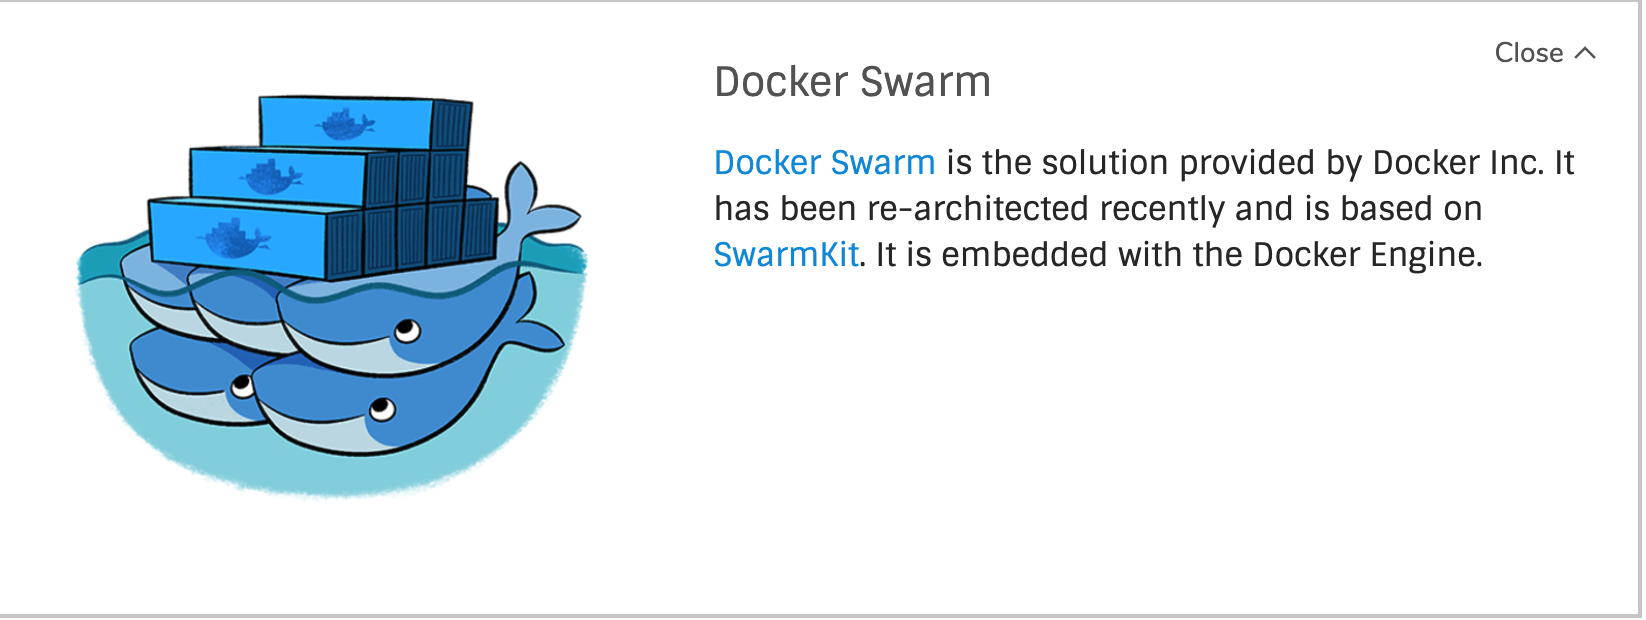 Close
Docker Swarm
Docker Swarm is the solution provided by Docker Inc. It
has been re-architected recently and is based on
SwarmKit. It is embedded with the Docker Engine.